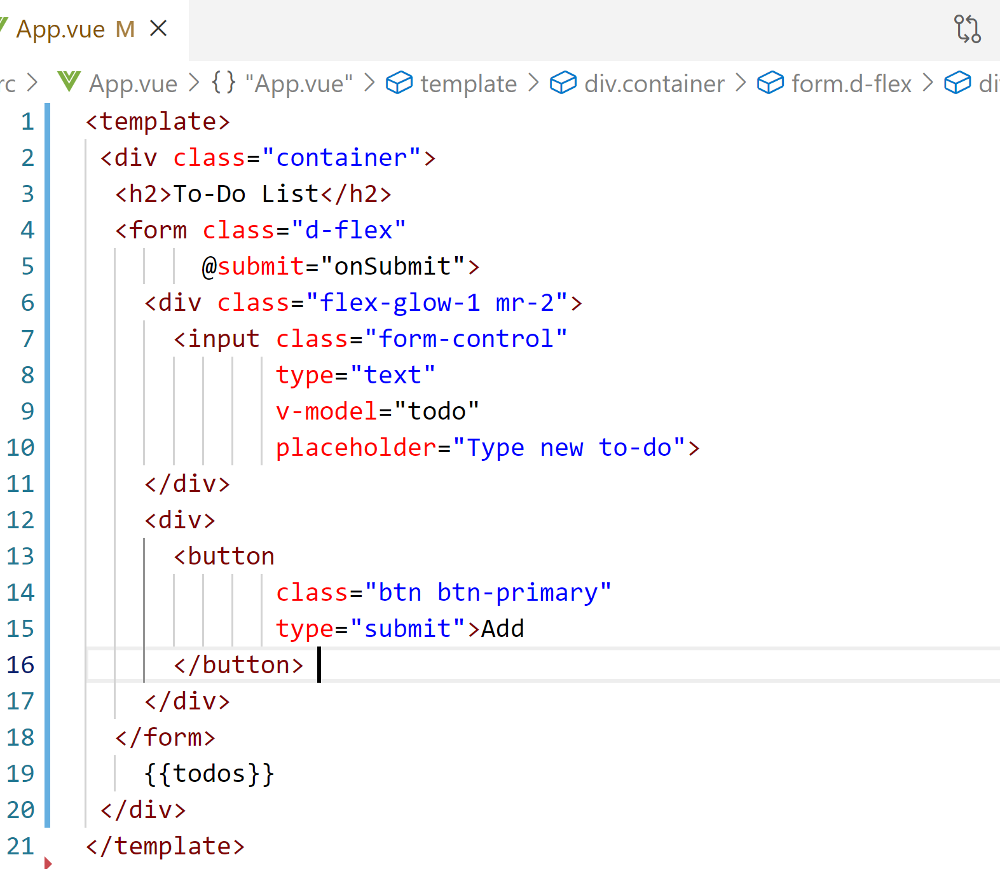 App.vue M
rc > App.vue > {} "App.vue" > template > div.container > form.d-flex > di
1 <template>
2 <div class="container">
3 <h2>To-Do List</h2>
4 <form class="d-flex"
5 @submit="onSubmit">
6 <div class="flex-glow-1 mr-2">
7 <input class="form-control"
8 type="text"
9 v-model="todo"
10 placeholder="Type new to-do">
11 </div>
12 <div>
13 <button
14 class="btn btn-primary"
15 type="submit">Add
16 </button>
17 </div>
18 </form>
19 {{todos}}
20 </div>
21 </template>